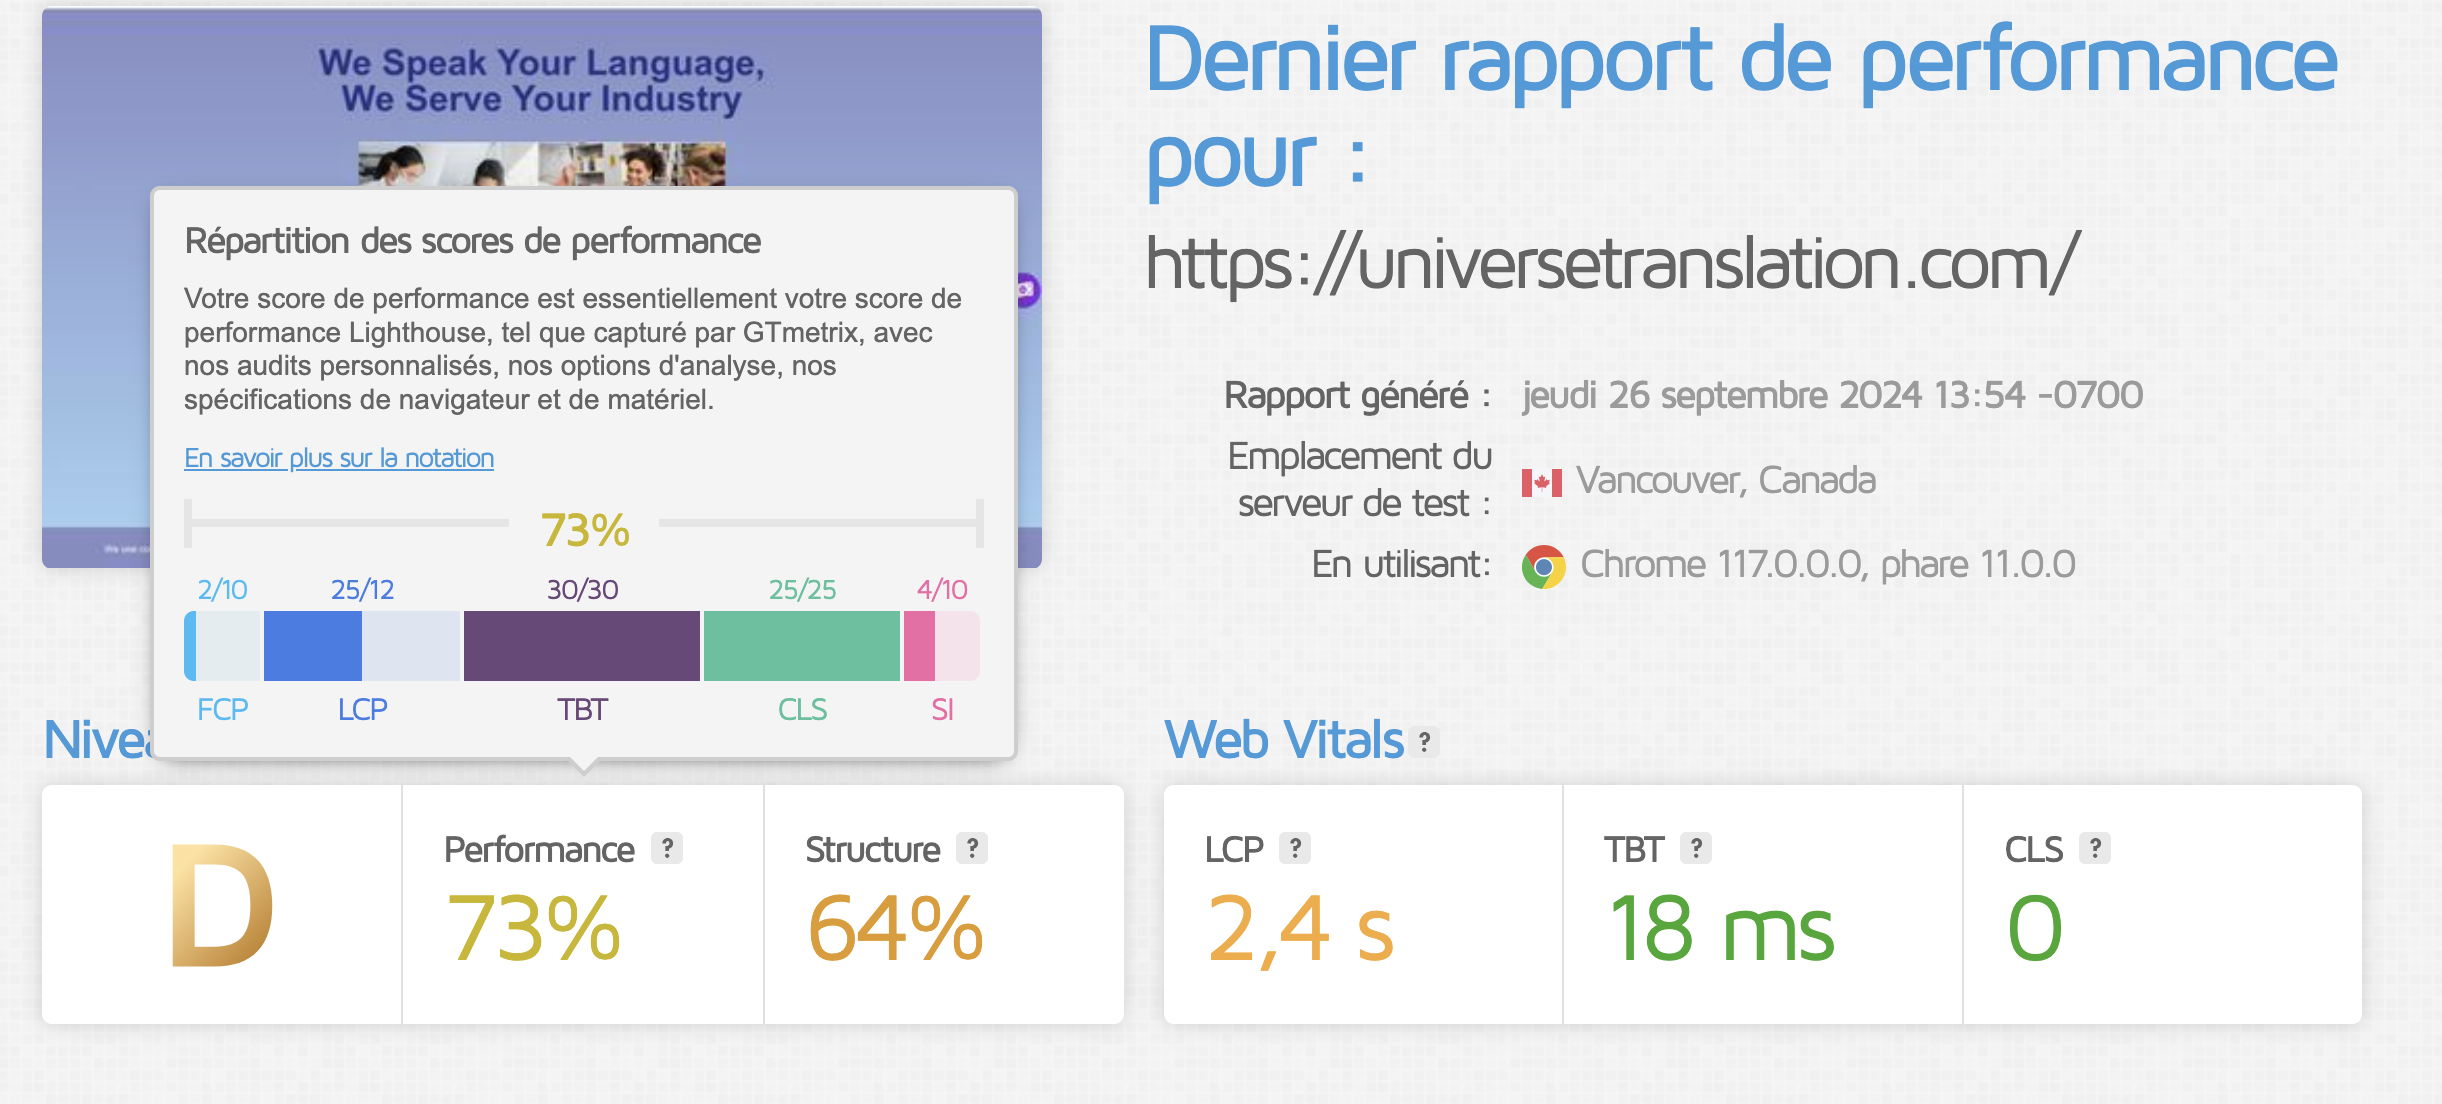 We Speak Your Language,
We Serve Your Industry
Répartition des scores de performance
Votre score de performance est essentiellement votre score de
performance Lighthouse, tel que capturé par GTmetrix, avec
nos audits personnalisés, nos options d'analyse, nos
spécifications de navigateur et de matériel.
En savoir plus sur la notation
73%
2/10 25/12 30/30 25/25 4/10
FCP LCP TBT CLS SI
Dernier rapport de performance
pour :
https://universetranslation.com/
Rapport généré : jeudi 26 septembre 2024 13:54 -0700
Emplacement du
serveur de test : Vancouver, Canada
En utilisant: Chrome 117.0.0.0, phare 11.0.0
D
Performance ?
73%
Structure ?
64%
Web Vitals ?
LCP ?
2,4 s
TBT ?
18 ms
CLS ?
0